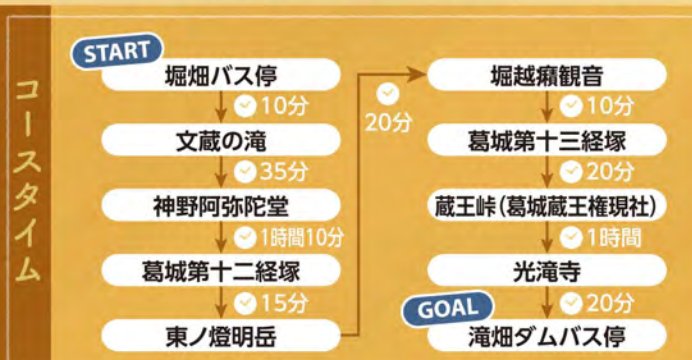 コースタイム
START
堀畑バス停
10分
文蔵の滝
35分
神野阿弥陀堂
1時間10分
葛城第十二経塚
15分
東ノ燈明岳
20分
堀越癪観音
10分
葛城第十三経塚
20分
蔵王峠(葛城蔵王権現社)
1時間
光滝寺
20分
GOAL
滝畑ダムバス停